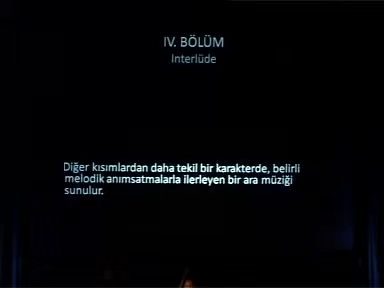 IV. BÖLÜM
Interlüde
Diğer kısımlardan daha tekil bir karakterde, belirli
melodik anımsatmalarla ilerleyen bir ara müziği
sunulur.